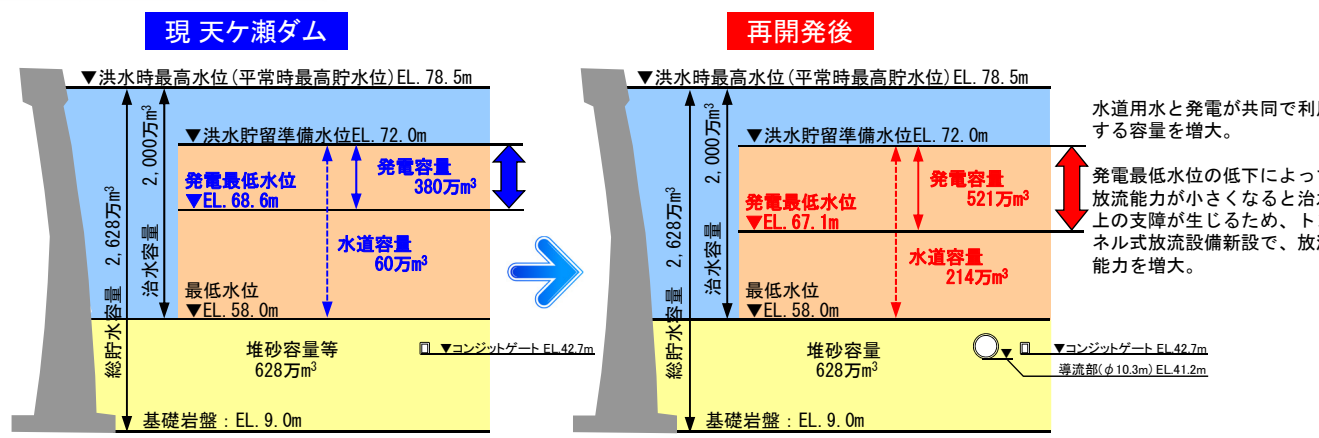 現 天ケ瀬ダム
▼洪水時最高水位(平常時最高貯水位)EL. 78.5m
総貯水容量 2,628万m³
治水容量 2,000万m³
▼洪水貯留準備水位EL. 72.0m
発電容量
380万m³
発電最低水位
▼EL. 68.6m
水道容量
60万m³
最低水位
▼EL. 58.0m
堆砂容量等
628万m³
▼コンジットゲート EL.42.7m
基礎岩盤：EL. 9.0m
再開発後
▼洪水時最高水位(平常時最高貯水位)EL. 78.5m
総貯水容量 2,628万m³
治水容量 2,000万m³
▼洪水貯留準備水位EL. 72.0m
発電容量
521万m³
発電最低水位
▼EL. 67.1m
水道容量
214万m³
最低水位
▼EL. 58.0m
堆砂容量
628万m³
▼コンジットゲート EL.42.7m
▼
導流部(φ10.3m) EL.41.2m
基礎岩盤：EL. 9.0m
水道用水と発電が共同で利
する容量を増大。
発電最低水位の低下によって
放流能力が小さくなると治
上の支障が生じるため、ト
ネル式放流設備新設で、放
能力を増大。